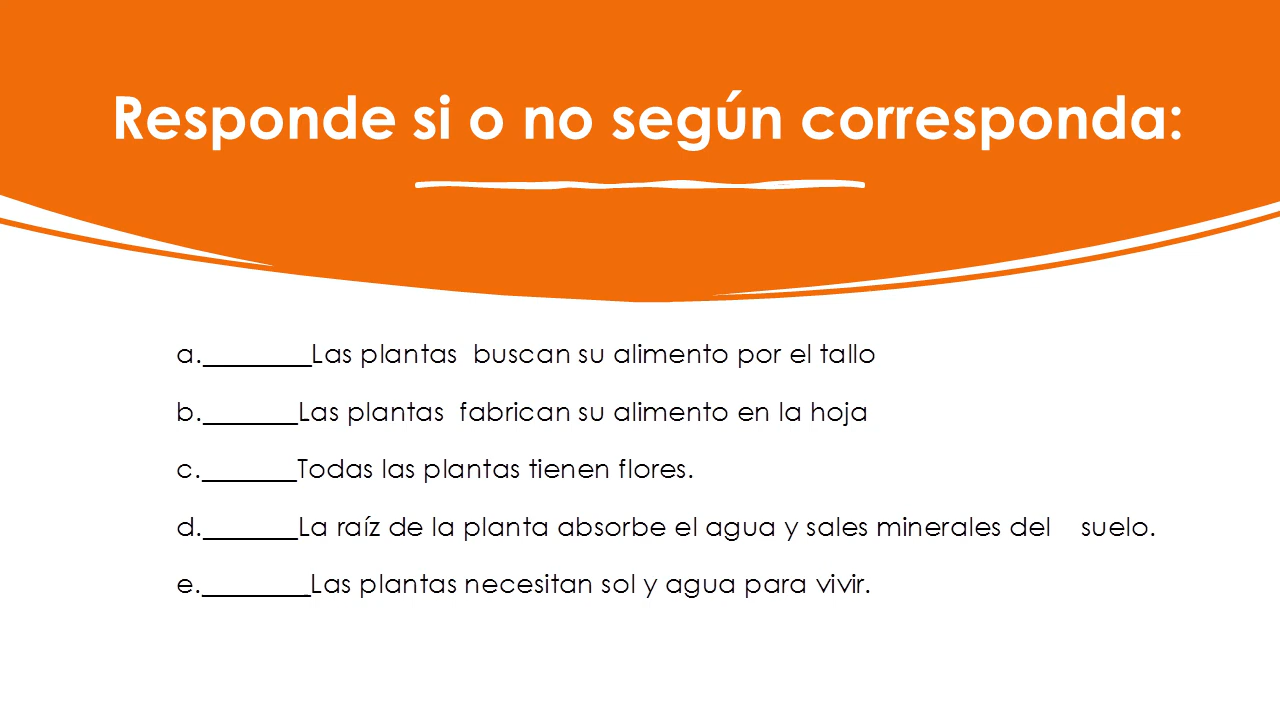 Responde si o no según corresponda:
a.________Las plantas  buscan su alimento por el tallo
b._______Las plantas  fabrican su alimento en la hoja
c._______Todas las plantas tienen flores.
d._______La raíz de la planta absorbe el agua y sales minerales del    suelo.
e.________Las plantas necesitan sol y agua para vivir.